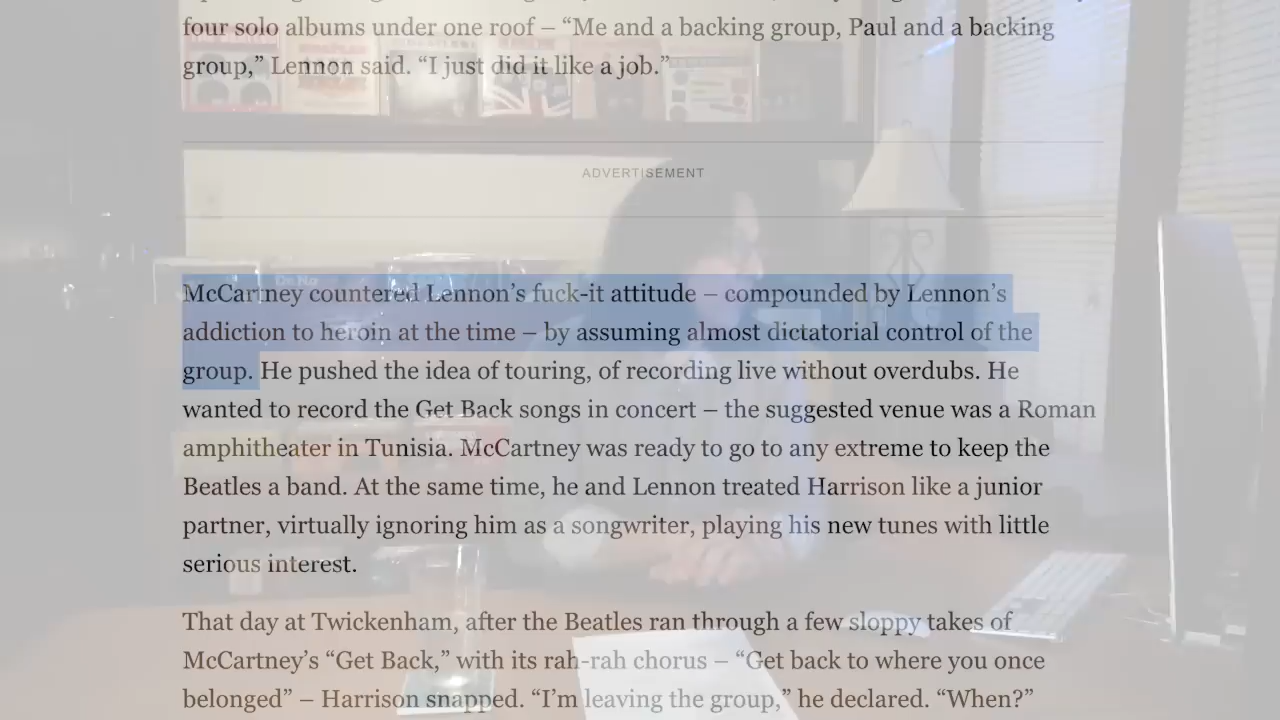 four solo albums under one roof – “Me and a backing group, Paul and a backing
group,” Lennon said. “I just did it like a job.”
ADVERTISEMENT
McCartney countered Lennon’s fuck-it attitude – compounded by Lennon’s
addiction to heroin at the time – by assuming almost dictatorial control of the
group. He pushed the idea of touring, of recording live without overdubs. He
wanted to record the Get Back songs in concert – the suggested venue was a Roman
amphitheater in Tunisia. McCartney was ready to go to any extreme to keep the
Beatles a band. At the same time, he and Lennon treated Harrison like a junior
partner, virtually ignoring him as a songwriter, playing his new tunes with little
serious interest.
That day at Twickenham, after the Beatles ran through a few sloppy takes of
McCartney’s “Get Back,” with its rah-rah chorus – “Get back to where you once
belonged” – Harrison snapped. “I’m leaving the group,” he declared. “When?”